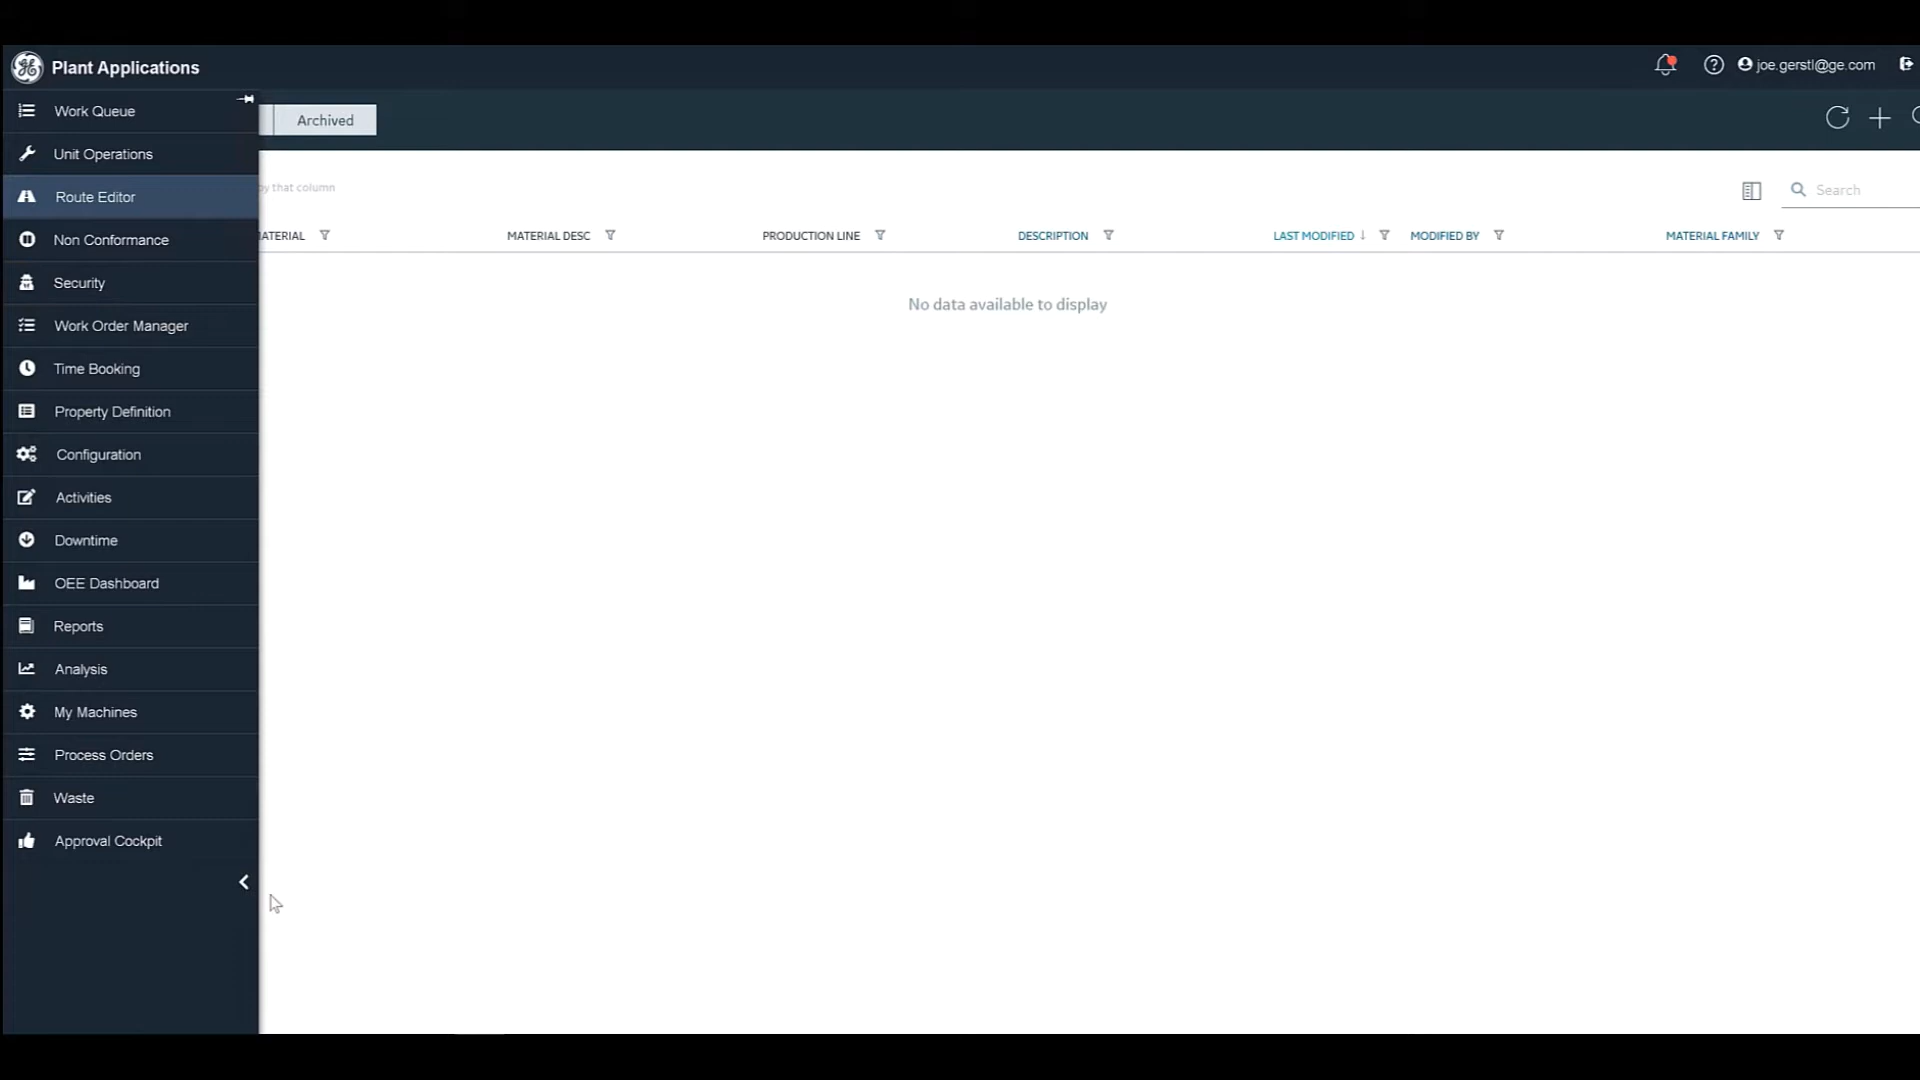 Plant Applications
joe.gerstl@ge.com
Work Queue
Archived
Unit Operations
Route Editor
by that column
Search
Non Conformance
ATERIAL
MATERIAL DESC
PRODUCTION LINE
DESCRIPTION
LAST MODIFIED ↓
MODIFIED BY
MATERIAL FAMILY
Security
No data available to display
Work Order Manager
Time Booking
Property Definition
Configuration
Activities
Downtime
OEE Dashboard
Reports
Analysis
My Machines
Process Orders
Waste
Approval Cockpit